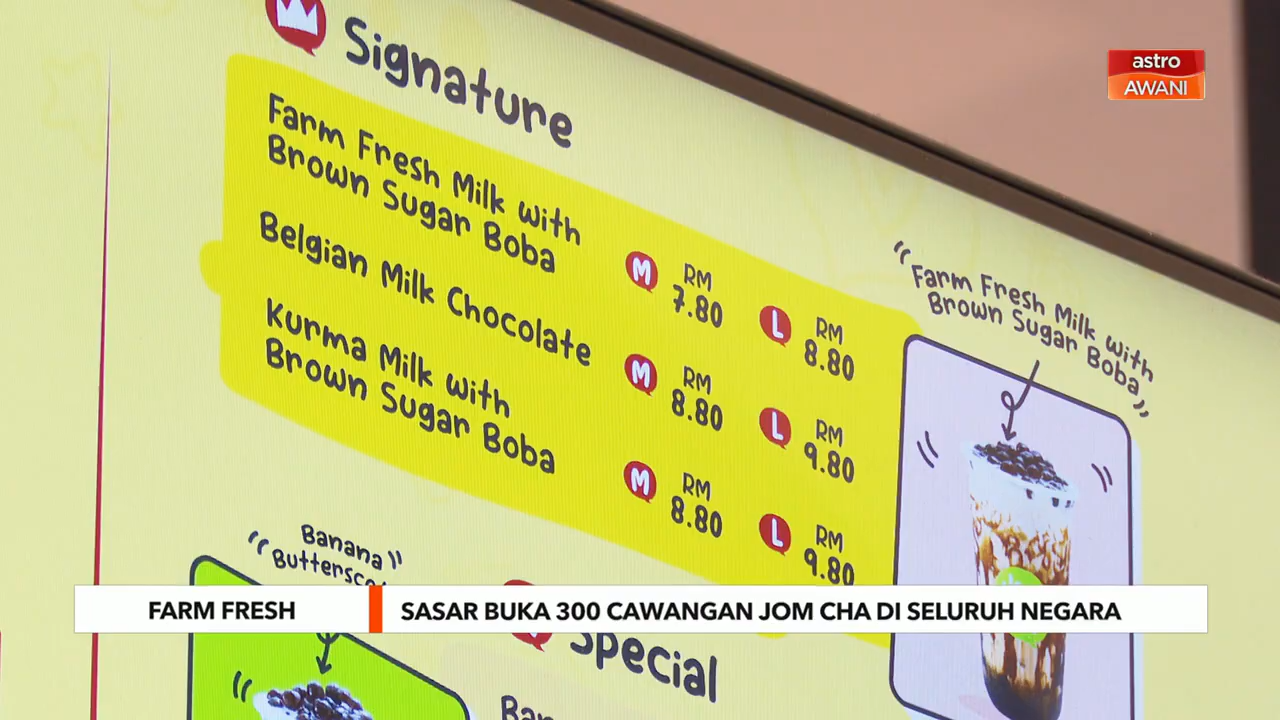 Signature
astro
AWANI
Farm Fresh Milk with
Brown Sugar Boba
M RM 7.80 L RM 8.80
Belgian Milk Chocolate
M RM 8.80 L RM 9.80
Kurma Milk with
Brown Sugar Boba
M RM 8.80 L RM 9.80
"Farm Fresh Milk with
Brown Sugar Boba"
"Banana"
FARM FRESH
SASAR BUKA 300 CAWANGAN JOM CHA DI SELURUH NEGARA
Special